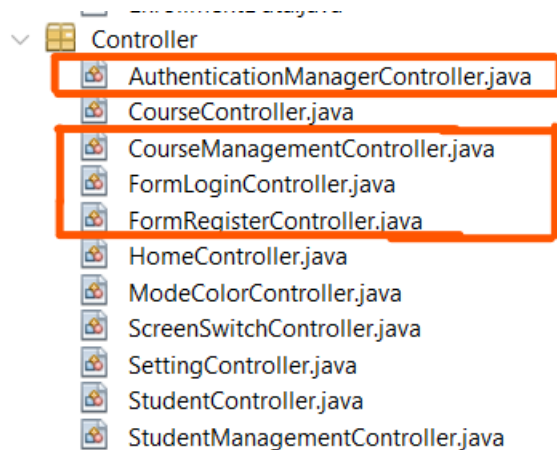 Controller
AuthenticationManagerController.java
CourseController.java
CourseManagementController.java
FormLoginController.java
FormRegisterController.java
HomeController.java
ModeColorController.java
ScreenSwitchController.java
SettingController.java
StudentController.java
StudentManagementController.java